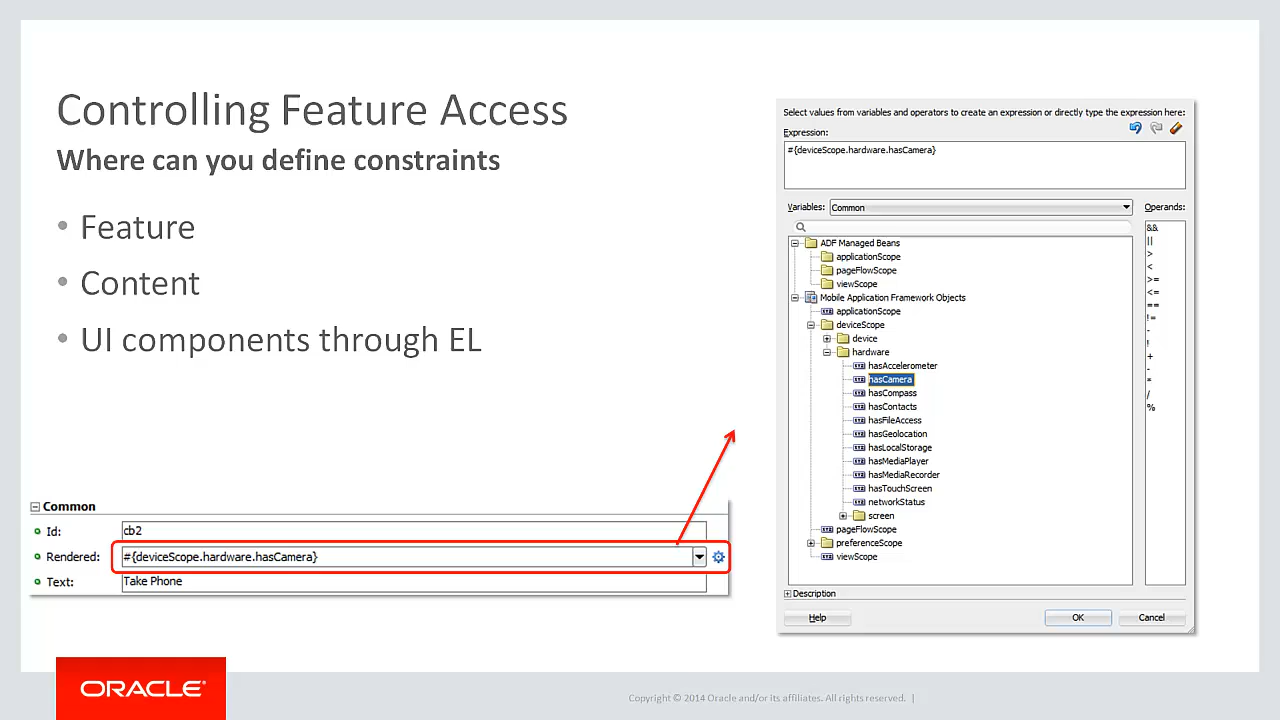 Controlling Feature Access
Where can you define constraints
• Feature
• Content
• UI components through EL
Common
Id: cb2
Rendered: #{deviceScope.hardware.hasCamera}
Text: Take Phone
Select values from variables and operators to create an expression or directly type the expression here:
Expression:
#{deviceScope.hardware.hasCamera}
Variables: Common
Operands:
ADF Managed Beans
applicationScope
pageFlowScope
viewScope
Mobile Application Framework Objects
applicationScope
deviceScope
device
hardware
hasAccelerometer
hasCamera
hasCompass
hasContacts
hasFileAccess
hasGeolocation
hasLocalStorage
hasMediaPlayer
hasMediaRecorder
hasTouchScreen
networkStatus
screen
pageFlowScope
preferenceScope
viewScope
&&
||
>
<
>=
<=
==
!=
-
!
+
-
*
/
%
Description
Help
OK
Cancel
ORACLE®
Copyright © 2014 Oracle and/or its affiliates. All rights reserved. |